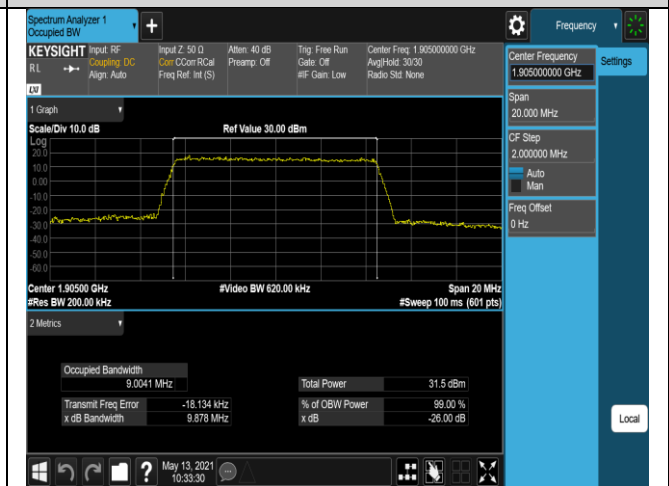 Spectrum Analyzer 1
Occupied BW
+
Frequency
KEYSIGHT
RL
LXI
Input: RF
Coupling: DC
Align: Auto
Input Z: 50 Ω
Corr CCorr RCal
Freq Ref: Int (S)
Atten: 40 dB
Preamp: Off
Trig: Free Run
Gate: Off
#IF Gain: Low
Center Freq: 1.905000000 GHz
Avg|Hold: 30/30
Radio Std: None
Center Frequency
1.905000000 GHz
Settings
Span
20.000 MHz
CF Step
2.000000 MHz
Auto
Man
Freq Offset
0 Hz
Local
1 Graph
Scale/Div 10.0 dB
Ref Value 30.00 dBm
Log
20.0
10.0
0.00
-10.0
-20.0
-30.0
-40.0
-50.0
-60.0
Center 1.90500 GHz
#Video BW 620.00 kHz
Span 20 MHz
#Res BW 200.00 kHz
#Sweep 100 ms (601 pts)
2 Metrics
Occupied Bandwidth
9.0041 MHz
Total Power 31.5 dBm
Transmit Freq Error -18.134 kHz
% of OBW Power 99.00 %
x dB Bandwidth 9.878 MHz
x dB -26.00 dB
?
May 13, 2021
10:33:30